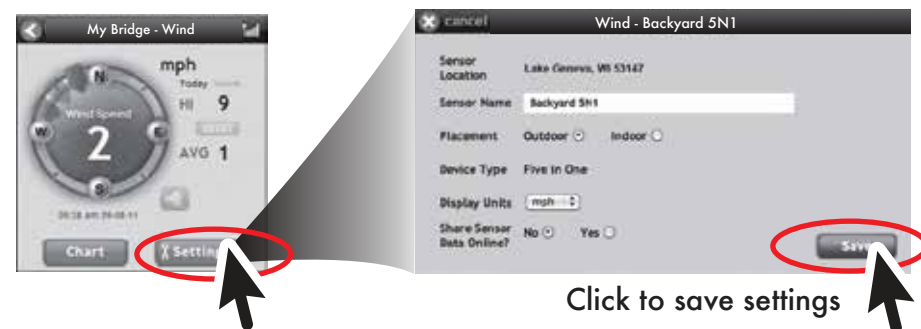 My Bridge - Wind
mph
Today
HI 9
Wind Speed
2
N
W
E
S
AVG 1
Chart
Settin
cancel
Wind - Backyard 5N1
Sensor Location
Lake Geneva, WI 53147
Sensor Name
Backyard 5N1
Placement
Outdoor
Indoor
Device Type
Five in One
Display Units
mph
Share Sensor Data Online?
No
Yes
Save
Click to save settings